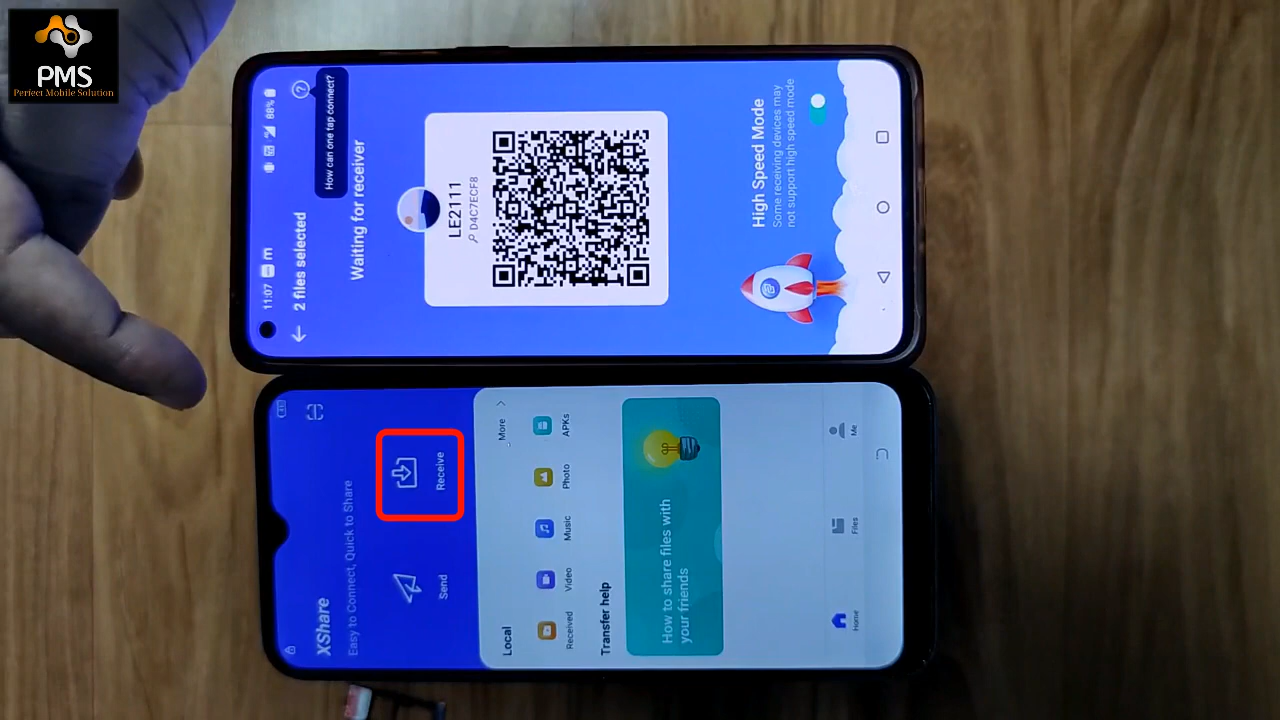 PMS
Perfect Mobile Solution
11:07
m
88%
2 files selected
How can one tap connect?
Waiting for receiver
LE2111
D4C7ECF8
High Speed Mode
Some receiving devices may
not support high speed mode
XShare
Easy to Connect, Quick to Share
Send
Receive
Local
More
Received
Video
Music
Photo
APKs
Transfer help
How to share files with
your friends
Home
Files
Me